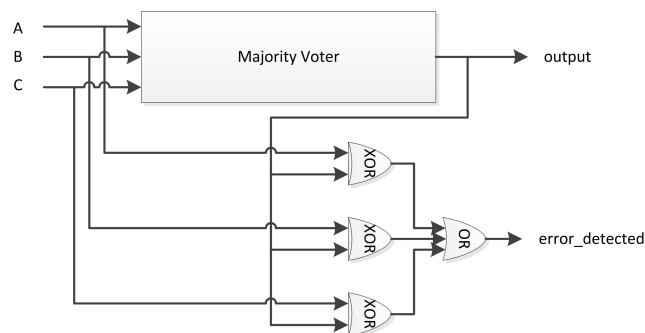 A
B
C
Majority Voter
output
XOR
XOR
XOR
OR
error_detected